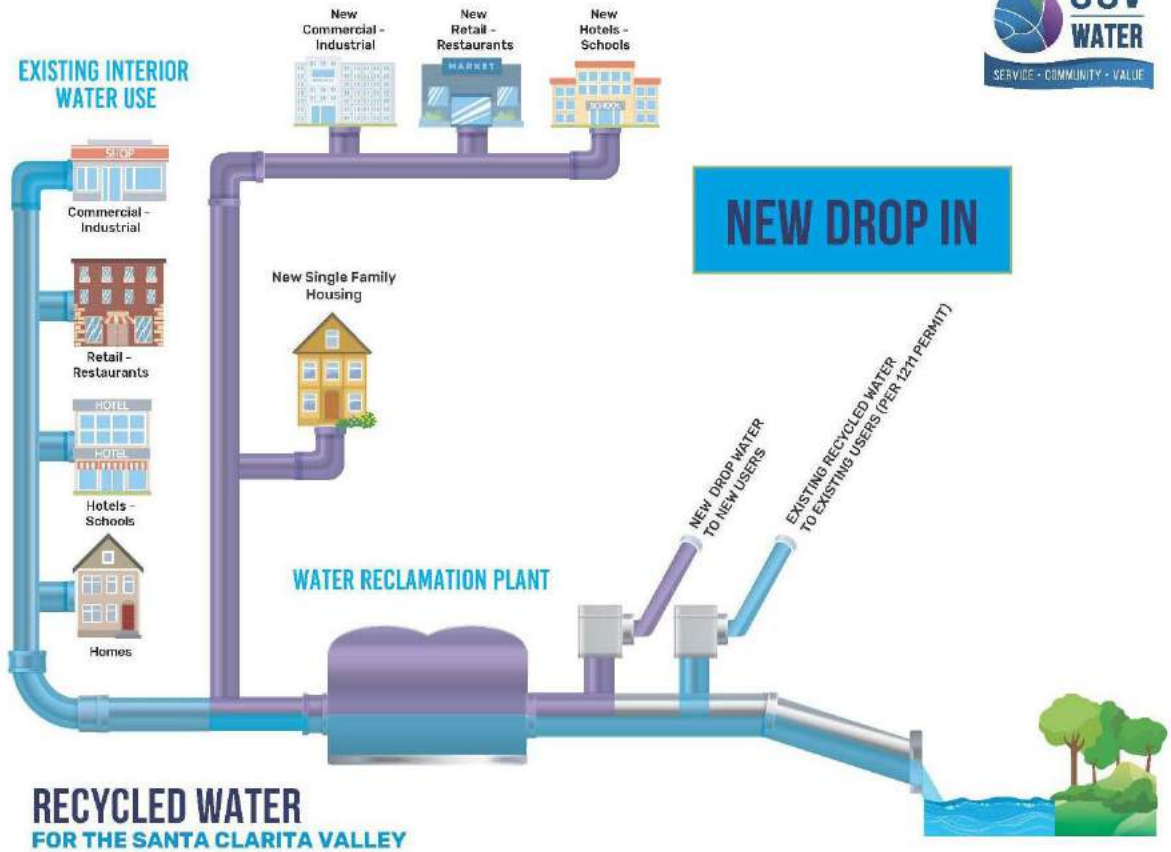 New
Commercial -
Industrial
New
Retail -
Restaurants
New
Hotels -
Schools
WATER
SERVICE • COMMUNITY • VALUE
EXISTING INTERIOR
WATER USE
MARKET
SCHOOL
SHOP
Commercial -
Industrial
NEW DROP IN
Retail -
Restaurants
New Single Family
Housing
HOTEL
HOTEL
Hotels -
Schools
NEW DROP WATER
TO NEW USERS
EXISTING RECYCLED WATER
TO EXISTING USERS (PER 1211 PERMIT)
WATER RECLAMATION PLANT
Homes
RECYCLED WATER
FOR THE SANTA CLARITA VALLEY